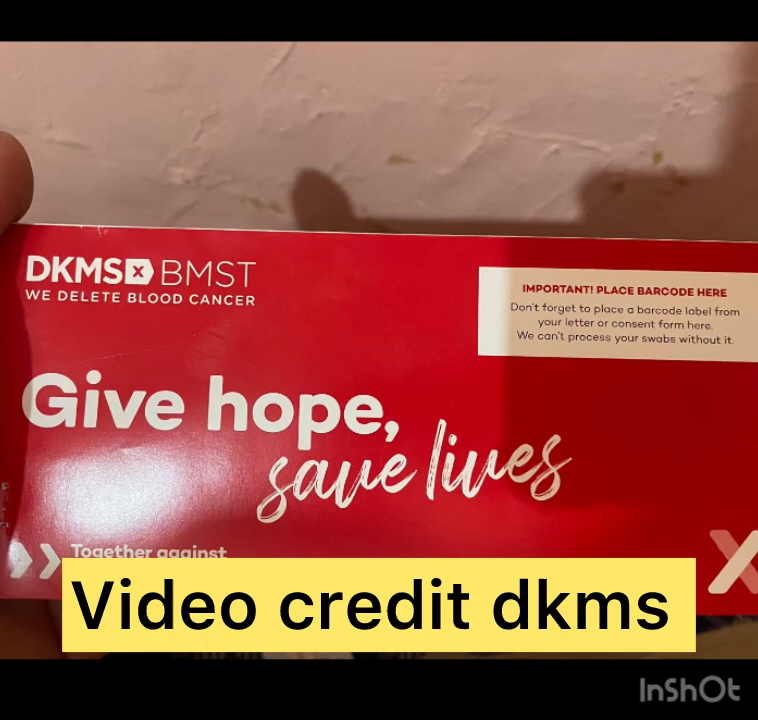 DKMS x BMST
WE DELETE BLOOD CANCER
IMPORTANT! PLACE BARCODE HERE
Don't forget to place a barcode label from
your letter or consent form here.
We can't process your swabs without it.
Give hope,
save lives
Together against
Video credit dkms
InShOt